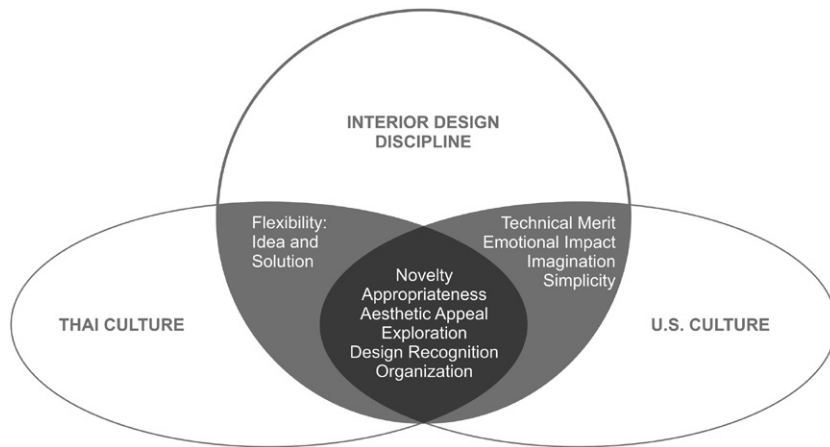 INTERIOR DESIGN
DISCIPLINE
Flexibility:
Idea and
Solution
Technical Merit
Emotional Impact
Imagination
Simplicity
Novelty
Appropriateness
Aesthetic Appeal
Exploration
Design Recognition
Organization
THAI CULTURE
U.S. CULTURE